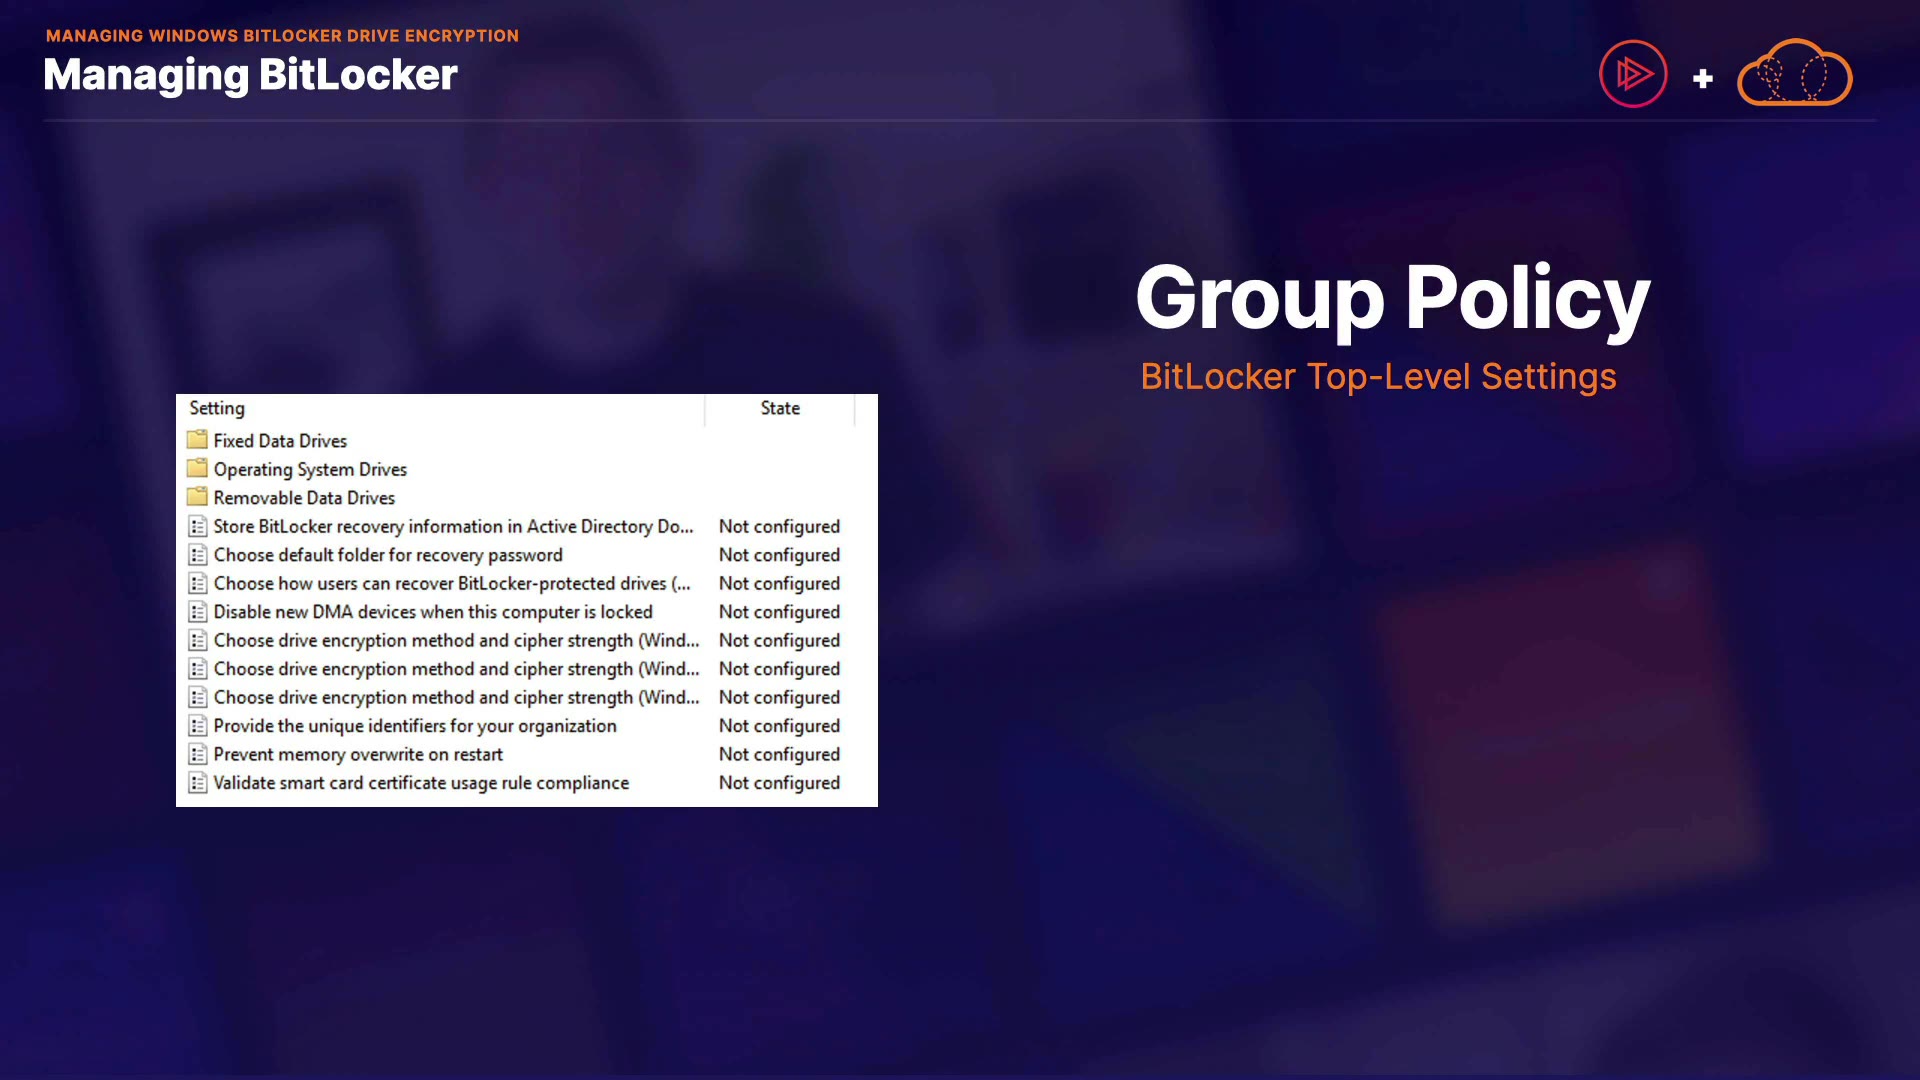 MANAGING WINDOWS BITLOCKER DRIVE ENCRYPTION
Managing BitLocker
Group Policy
BitLocker Top-Level Settings
Setting State
Fixed Data Drives
Operating System Drives
Removable Data Drives
Store BitLocker recovery information in Active Directory Do... Not configured
Choose default folder for recovery password Not configured
Choose how users can recover BitLocker-protected drives (... Not configured
Disable new DMA devices when this computer is locked Not configured
Choose drive encryption method and cipher strength (Wind... Not configured
Choose drive encryption method and cipher strength (Wind... Not configured
Choose drive encryption method and cipher strength (Wind... Not configured
Provide the unique identifiers for your organization Not configured
Prevent memory overwrite on restart Not configured
Validate smart card certificate usage rule compliance Not configured